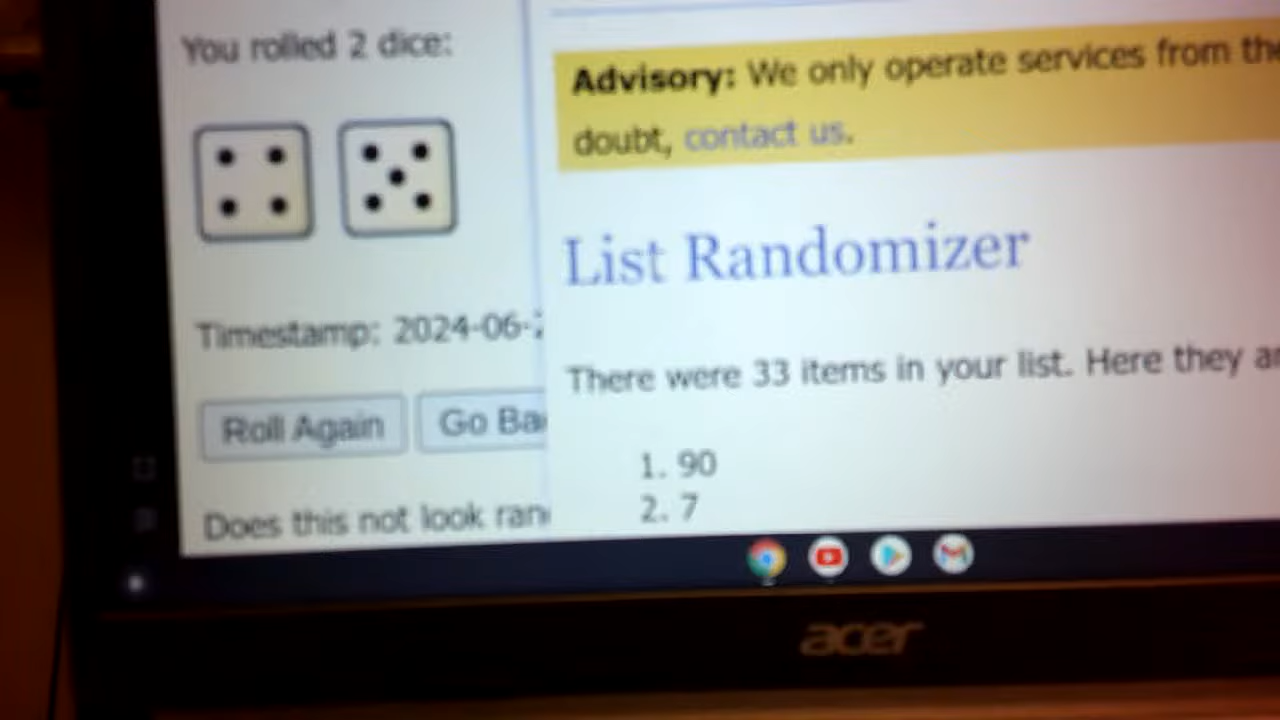 You rolled 2 dice:
Timestamp: 2024-06-
Roll Again
Go Ba
Does this not look ran
Advisory: We only operate services from the
doubt, contact us.
List Randomizer
There were 33 items in your list. Here they ar
1. 90
2. 7
acer